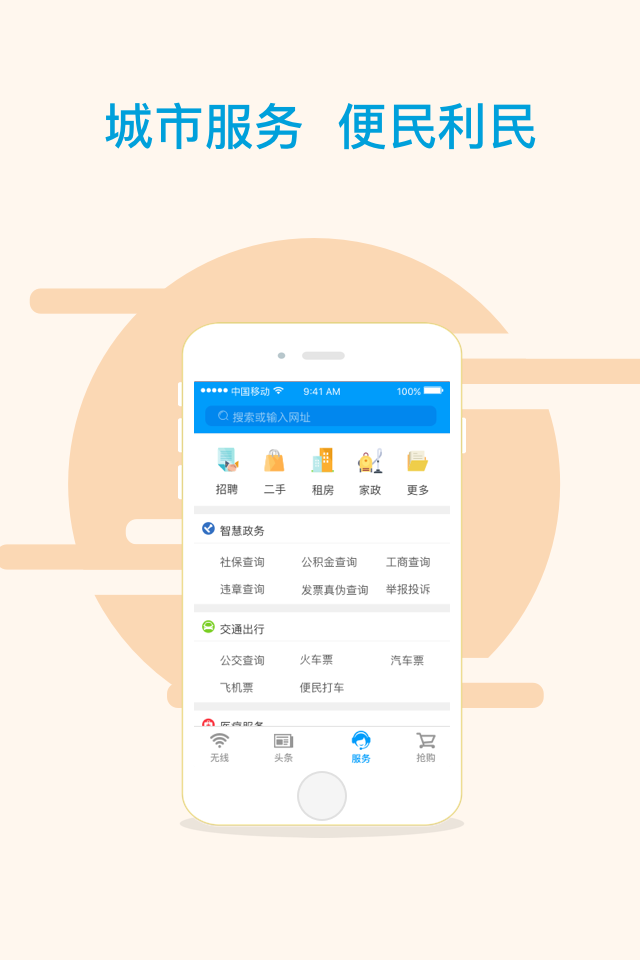 城市服务 便民利民
中国移动 9:41 AM 100%
搜索或输入网址
招聘 二手 租房 家政 更多
智慧政务
社保查询 公积金查询 工商查询
违章查询 发票真伪查询 举报投诉
交通出行
公交查询 火车票 汽车票
飞机票 便民打车
医疗服务
无线 头条 服务 抢购